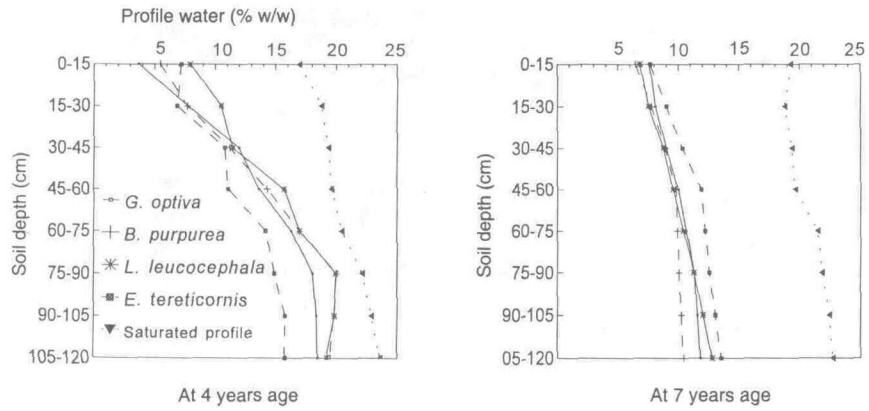 Profile water (% w/w)
5 10 15 20 25
5 10 15 20 25
0-15
15-30
30-45
45-60
60-75
75-90
90-105
105-120
Soil depth (cm)
G. optiva
B. purpurea
L. leucocephala
E. tereticornis
Saturated profile
At 4 years age
0-15
15-30
30-45
45-60
60-75
75-90
90-105
05-120
Soil depth (cm)
At 7 years age